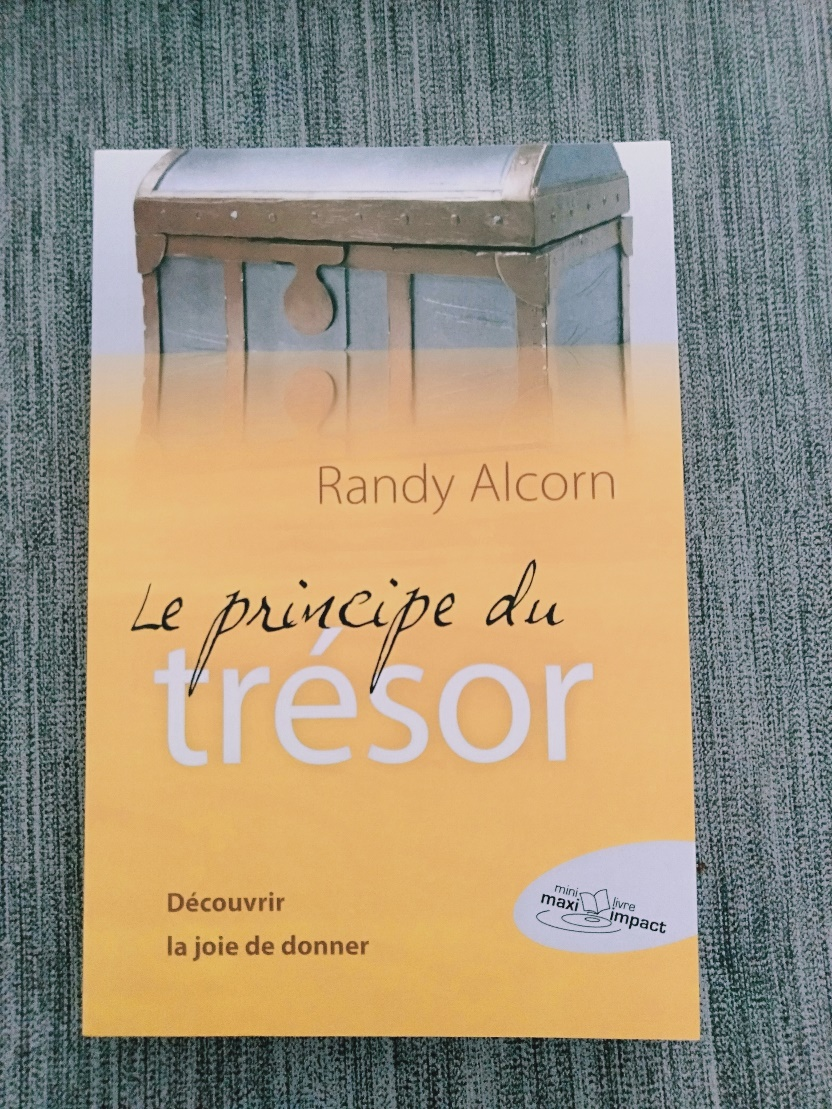 Randy Alcorn
Le principe du
trésor
Découvrir
la joie de donner
mini livre
maxi impact